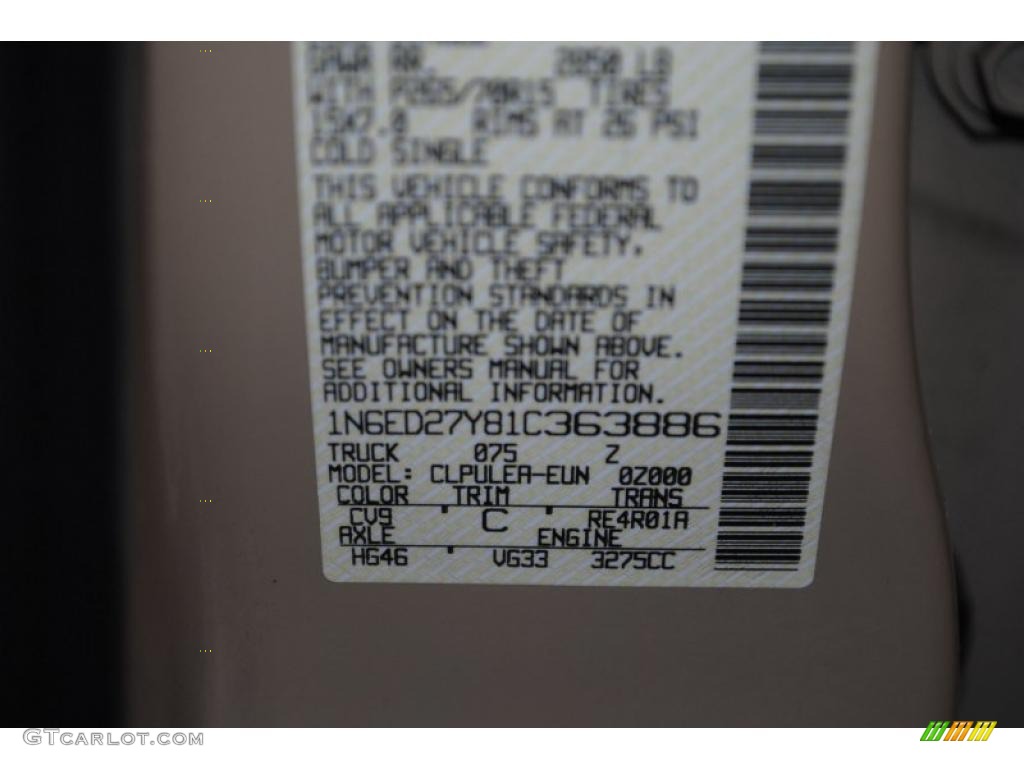 GAWR RR. 2850 LB
WITH P265/70R15 TIRES
15X7.0 RIMS AT 26 PSI
COLD SINGLE
THIS VEHICLE CONFORMS TO
ALL APPLICABLE FEDERAL
MOTOR VEHICLE SAFETY,
BUMPER AND THEFT
PREVENTION STANDARDS IN
EFFECT ON THE DATE OF
MANUFACTURE SHOWN ABOVE.
SEE OWNERS MANUAL FOR
ADDITIONAL INFORMATION.
1N6ED27Y81C363886
TRUCK 075 Z
MODEL: CLPULEA-EUN 0Z000
COLOR TRIM TRANS
CV9 C RE4R01A
AXLE ENGINE
HG46 VG33 3275CC
GTCARLOT.COM